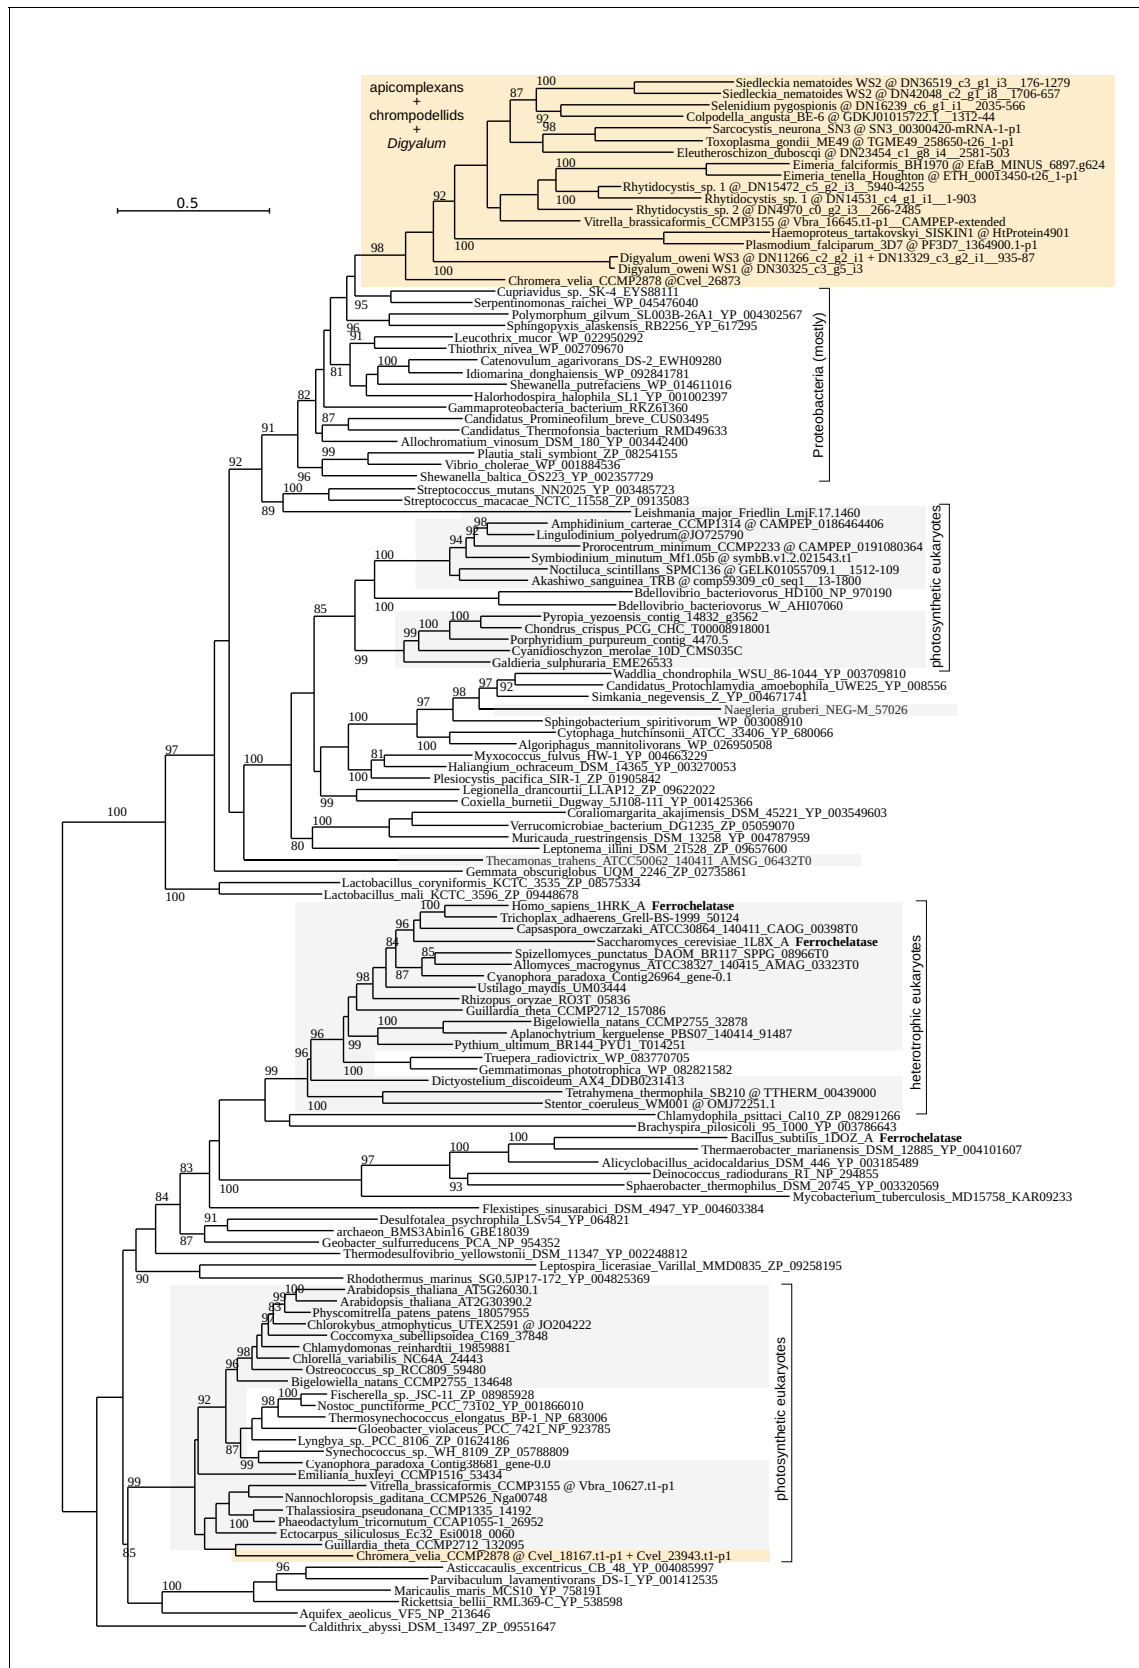 apicomplexans
+
chrompodellids
+
Digyalum
0.5
100
Siedleckia nematoides WS2 @ DN36519_c3_g1_i3__176-1279
87
Siedleckia_nematoides WS2 @ DN42048_c2_g1_i8__1706-657
Selenidium pygospionis @ DN16239_c6_g1_i1__2035-566
92
Colpodella_angusta_BE-6 @ GDKJ01015722.1__1312-44
98
Sarcocystis_neurona_SN3 @ SN3_00300420-mRNA-1-p1
Toxoplasma_gondii_ME49 @ TGME49_258650-t26_1-p1
Eleutheroschizon_duboscqi @ DN23454_c1_g8_i4__2581-503
100
Eimeria_falciformis_BH1970 @ EfaB_MINUS_6897.g624
Eimeria_tenella_Houghton @ ETH_00013450-t26_1-p1
92
Rhytidocystis_sp. 1 @_DN15472_c5_g2_i3__5940-4255
100
Rhytidocystis_sp. 1 @ DN14531_c4_g1_i1__1-903
Rhytidocystis_sp. 2 @ DN4970_c0_g2_i3__266-2485
Vitrella_brassicaformis_CCMP3155 @ Vbra_16645.t1-p1__CAMPEP-extended
Haemoproteus_tartakovskyi_SISKIN1 @ HtProtein4901
98
100
Plasmodium_falciparum_3D7 @ PF3D7_1364900.1-p1
Digyalum_oweni WS3 @ DN11266_c2_g2_i1 + DN13329_c3_g2_i1__935-87
100
Digyalum_oweni WS1 @ DN30325_c3_g5_i3
Chromera_velia_CCMP2878 @Cvel_26873
Cupriavidus_sp._SK-4_EYS88111
95
Serpentinomonas_raichei_WP_045476040
Polymorphum_gilvum_SL003B-26A1_YP_004302567
96
Sphingopyxis_alaskensis_RB2256_YP_617295
91
Leucothrix_mucor_WP_022950292
Thiothrix_nivea_WP_002709670
100
Catenovulum_agarivorans_DS-2_EWH09280
81
Idiomarina_donghaiensis_WP_092841781
Shewanella_putrefaciens_WP_014611016
82
Halorhodospira_halophila_SL1_YP_001002397
Gammaproteobacteria_bacterium_RKZ61360
87
Candidatus_Promineofilum_breve_CUS03495
91
Candidatus_Thermofonsia_bacterium_RMD49633
Allochromatium_vinosum_DSM_180_YP_003442400
99
Plautia_stali_symbiont_ZP_08254155
92
Vibrio_cholerae_WP_001884536
96
Shewanella_baltica_OS223_YP_002357729
Proteobacteria (mostly)
100
Streptococcus_mutans_NN2025_YP_003485723
Streptococcus_macacae_NCTC_11558_ZP_09135083
89
Leishmania_major_Friedlin_LmjF.17.1460
98
Amphidinium_carterae_CCMP1314 @ CAMPEP_0186464406
92
Lingulodinium_polyedrum@JO725790
94
Prorocentrum_minimum_CCMP2233 @ CAMPEP_0191080364
100
Symbiodinium_minutum_Mf1.05b @ symbB.v1.2.021543.t1
Noctiluca_scintillans_SPMC136 @ GELK01055709.1__1512-109
Akashiwo_sanguinea_TRB @ comp59309_c0_seq1__13-1800
Bdellovibrio_bacteriovorus_HD100_NP_970190
100
Bdellovibrio_bacteriovorus_W_AHI07060
85
100
Pyropia_yezoensis_contig_14832_g3562
100
Chondrus_crispus_PCG_CHC_T00008918001
99
Porphyridium_purpureum_contig_4470.5
Cyanidioschyzon_merolae_10D_CMS035C
99
Galdieria_sulphuraria_EME26533
photosynthetic eukaryotes
Waddlia_chondrophila_WSU_86-1044_YP_003709810
97
92
Candidatus_Protochlamydia_amoebophila_UWE25_YP_008556
98
Simkania_negevensis_Z_YP_004671741
97
Naegleria_gruberi_NEG-M_57026
100
Sphingobacterium_spiritivorum_WP_003008910
Cytophaga_hutchinsonii_ATCC_33406_YP_680066
100
Algoriphagus_mannitolivorans_WP_026950508
97
81
Myxococcus_fulvus_HW-1_YP_004663229
100
Haliangium_ochraceum_DSM_14365_YP_003270053
100
Plesiocystis_pacifica_SIR-1_ZP_01905842
Legionella_drancourtii_LLAP12_ZP_09622022
99
Coxiella_burnetii_Dugway_5J108-111_YP_001425366
100
Coraliomargarita_akajimensis_DSM_45221_YP_003549603
100
Verrucomicrobiae_bacterium_DG1235_ZP_05059070
Muricauda_ruestringensis_DSM_13258_YP_004787959
80
Leptonema_illini_DSM_21528_ZP_09657600
Thecamonas_trahens_ATCC50062_140411_AMSG_06432T0
Gemmata_obscuriglobus_UQM_2246_ZP_02735861
Lactobacillus_coryniformis_KCTC_3535_ZP_08575334
100
Lactobacillus_mali_KCTC_3596_ZP_09448678
100
Homo_sapiens_1HRK_A Ferrochelatase
Trichoplax_adhaerens_Grell-BS-1999_50124
96
Capsaspora_owczarzaki_ATCC30864_140411_CAOG_00398T0
84
Saccharomyces_cerevisiae_1L8X_A Ferrochelatase
85
Spizellomyces_punctatus_DAOM_BR117_SPPG_08966T0
Allomyces_macrogynus_ATCC38327_140415_AMAG_03323T0
98
87
Cyanophora_paradoxa_Contig26964_gene-0.1
Ustilago_maydis_UM03444
Rhizopus_oryzae_RO3T_05836
Guillardia_theta_CCMP2712_157086
100
Bigelowiella_natans_CCMP2755_32878
96
Aplanochytrium_kerguelense_PBS07_140414_91487
99
Pythium_ultimum_BR144_PYU1_T014251
96
Truepera_radiovictrix_WP_083770705
100
Gemmatimonas_phototrophica_WP_082821582
99
Dictyostelium_discoideum_AX4_DDB0231413
Tetrahymena_thermophila_SB210 @ TTHERM_00439000
100
Stentor_coeruleus_WM001 @ OMJ72251.1
heterotrophic eukaryotes
Chlamydophila_psittaci_Cal10_ZP_08291266
Brachyspira_pilosicoli_95_1000_YP_003786643
100
Bacillus_subtilis_1DOZ_A Ferrochelatase
100
Thermaerobacter_marianensis_DSM_12885_YP_004101607
97
Alicyclobacillus_acidocaldarius_DSM_446_YP_003185489
83
Deinococcus_radiodurans_R1_NP_294855
100
93
Sphaerobacter_thermophilus_DSM_20745_YP_003320569
84
Mycobacterium_tuberculosis_MD15758_KAR09233
Flexistipes_sinusarabici_DSM_4947_YP_004603384
91
Desulfotalea_psychrophila_LSv54_YP_064821
archaeon_BMS3Abin16_GBE18039
87
Geobacter_sulfurreducens_PCA_NP_954352
Thermodesulfovibrio_yellowstonii_DSM_11347_YP_002248812
Leptospira_licerasiae_Varillal_MMD0835_ZP_09258195
90
Rhodothermus_marinus_SG0.5JP17-172_YP_004825369
100
Arabidopsis_thaliana_AT5G26030.1
99
Arabidopsis_thaliana_AT2G30390.2
83
Physcomitrella_patens_patens_18057955
97
Chlorokybus_atmophyticus_UTEX2591 @ JO204222
Coccomyxa_subellipsoidea_C169_37848
98
Chlamydomonas_reinhardtii_19859881
96
Chlorella_variabilis_NC64A_24443
Ostreococcus_sp_RCC809_59480
Bigelowiella_natans_CCMP2755_134648
92
100
Fischerella_sp._JSC-11_ZP_08985928
98
Nostoc_punctiforme_PCC_73102_YP_001866010
Thermosynechococcus_elongatus_BP-1_NP_683006
Gloeobacter_violaceus_PCC_7421_NP_923785
87
Lyngbya_sp._PCC_8106_ZP_01624186
Synechococcus_sp._WH_8109_ZP_05788809
99
Cyanophora_paradoxa_Contig38681_gene-0.0
99
Emiliania_huxleyi_CCMP1516_53434
Vitrella_brassicaformis_CCMP3155 @ Vbra_10627.t1-p1
Nannochloropsis_gaditana_CCMP526_Nga00748
Thalassiosira_pseudonana_CCMP1335_14192
100
Phaeodactylum_tricornutum_CCAP1055-1_26952
Ectocarpus_siliculosus_Ec32_Esi0018_0060
Guillardia_theta_CCMP2712_132095
85
Chromera_velia_CCMP2878 @ Cvel_18167.t1-p1 + Cvel_23943.t1-p1
photosynthetic eukaryotes
96
Asticcacaulis_excentricus_CB_48_YP_004085997
Parvibaculum_lavamentivorans_DS-1_YP_001412535
100
Maricaulis_maris_MCS10_YP_758191
Rickettsia_bellii_RML369-C_YP_538598
Aquifex_aeolicus_VF5_NP_213646
Caldithrix_abyssi_DSM_13497_ZP_09551647